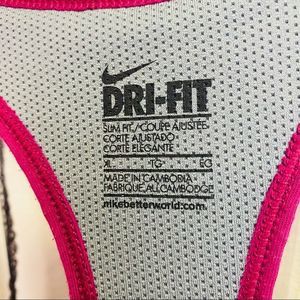 DRI-FIT
SLIM FIT / COUPE AJUSTÉE
CORTE AJUSTADO
CORTE ELEGANTE
XL TG EG
MADE IN CAMBODIA
FABRIQUÉ AU CAMBODGE
nikebetterworld.com